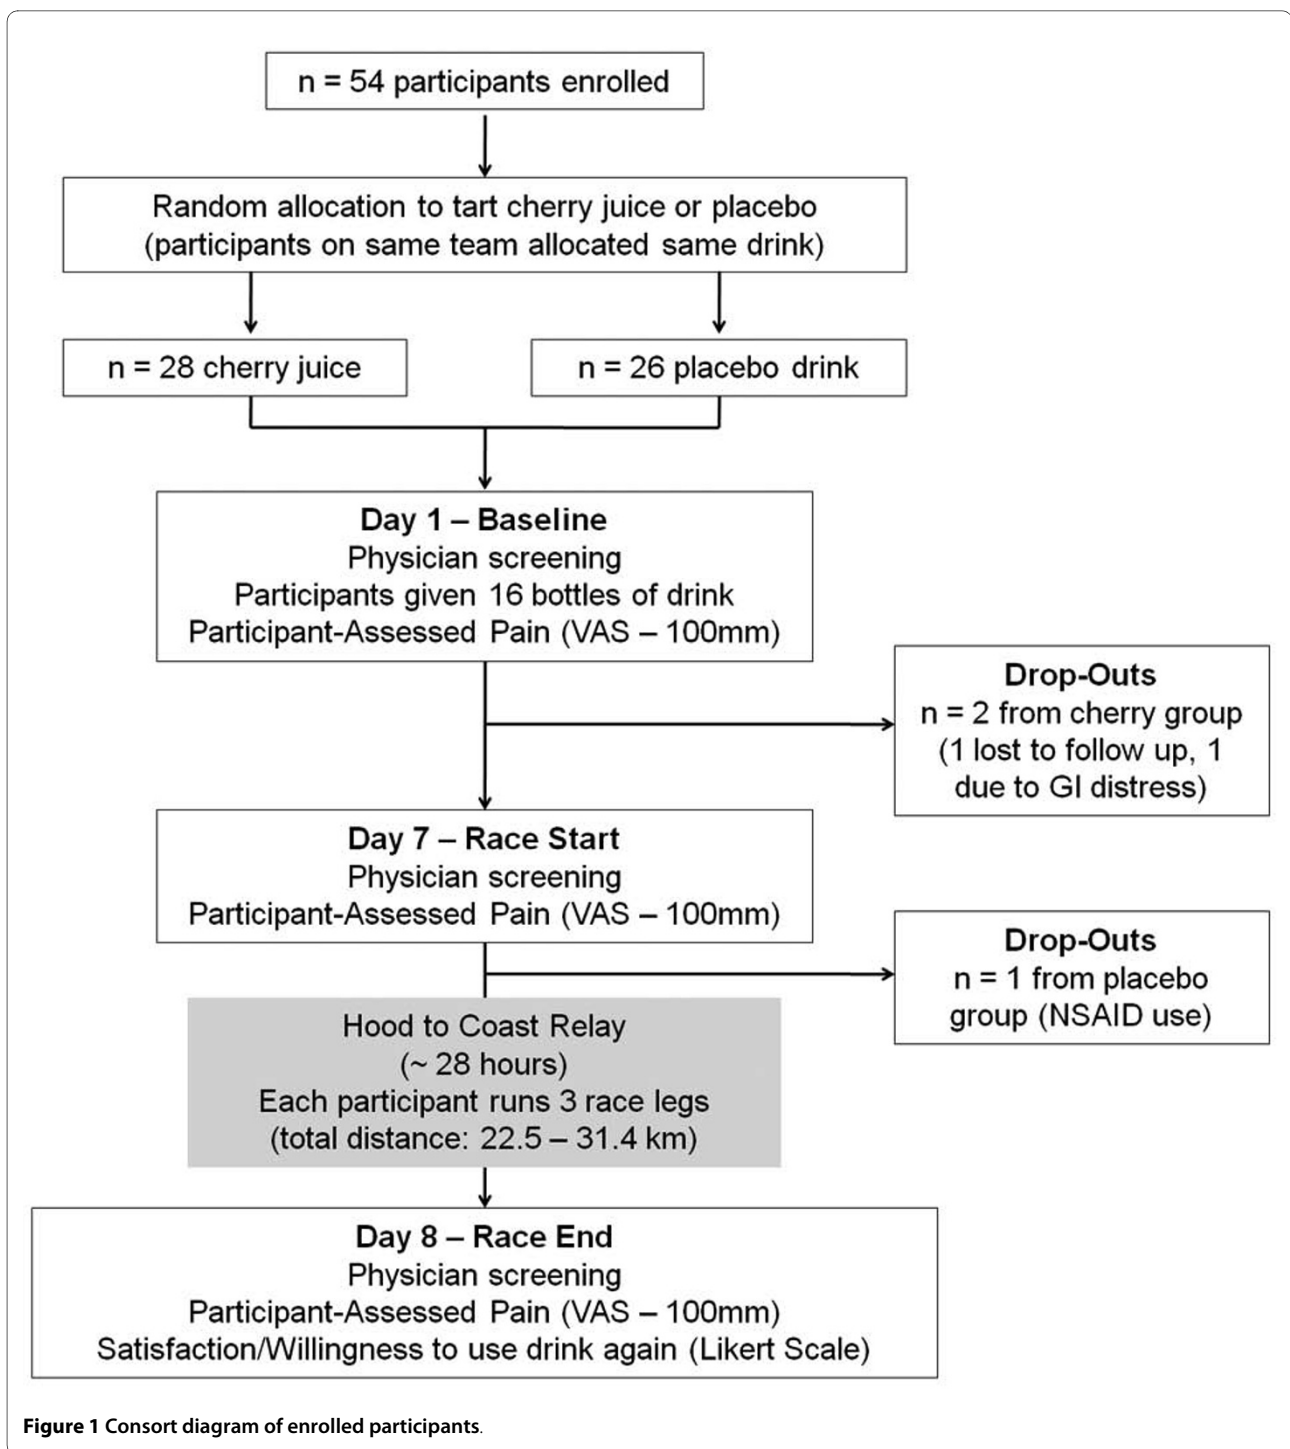 n = 54 participants enrolled
Random allocation to tart cherry juice or placebo
(participants on same team allocated same drink)
n = 28 cherry juice
n = 26 placebo drink
Day 1 – Baseline
Physician screening
Participants given 16 bottles of drink
Participant-Assessed Pain (VAS – 100mm)
Drop-Outs
n = 2 from cherry group
(1 lost to follow up, 1
due to GI distress)
Day 7 – Race Start
Physician screening
Participant-Assessed Pain (VAS – 100mm)
Drop-Outs
n = 1 from placebo
group (NSAID use)
Hood to Coast Relay
(~ 28 hours)
Each participant runs 3 race legs
(total distance: 22.5 – 31.4 km)
Day 8 – Race End
Physician screening
Participant-Assessed Pain (VAS – 100mm)
Satisfaction/Willingness to use drink again (Likert Scale)
Figure 1 Consort diagram of enrolled participants.